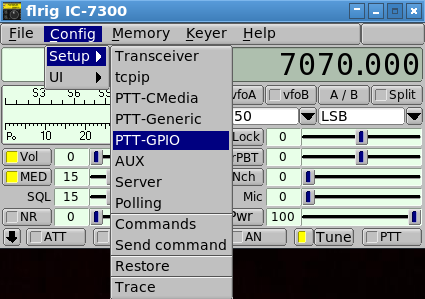 flrig IC-7300
File Config Memory Keyer Help
Setup
UI
Transceiver
tcpip
PTT-CMedia
PTT-Generic
PTT-GPIO
AUX
Server
Polling
Commands
Send command
Restore
Trace
7070.000
vfoA vfoB A / B Split
S3 S6
Po 10 20
50 LSB
Lock 0
Vol 0 rPBT 0
MED 15 Nch 0
SQL 15 Mic 0
NR 0 Pwr 100
ATT AN Tune PTT